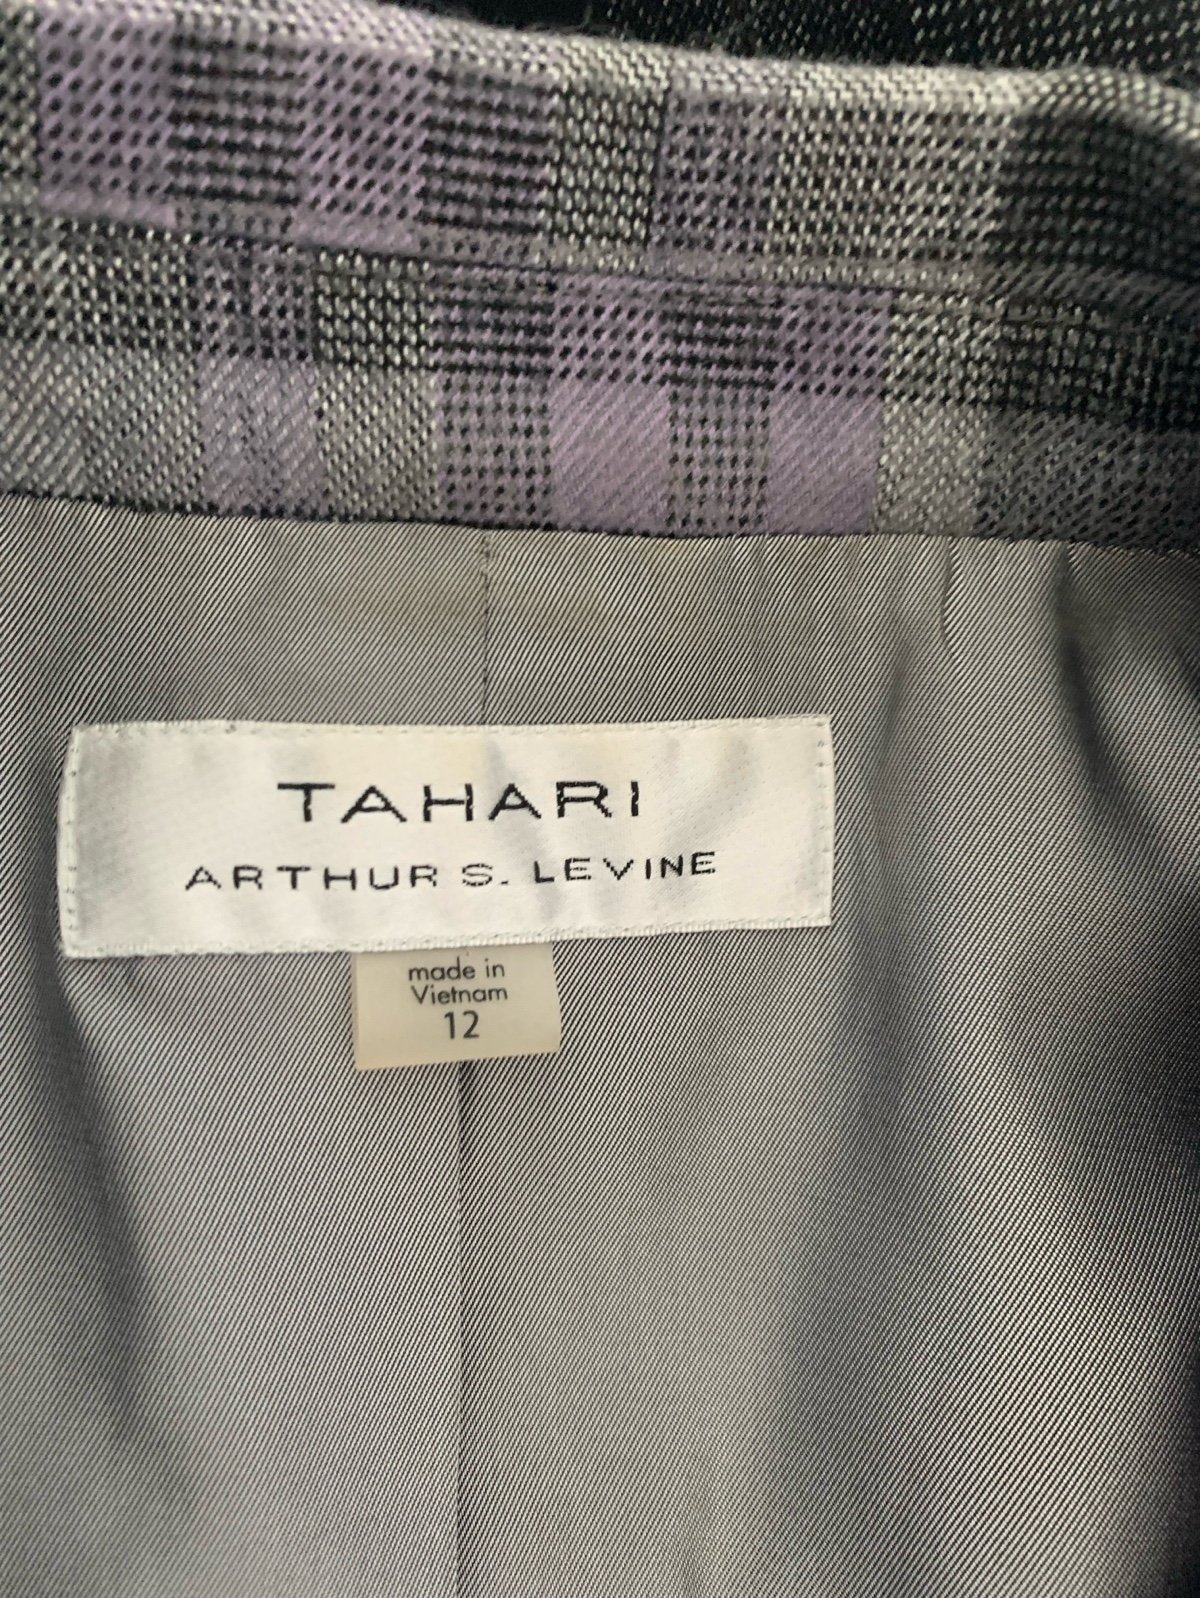 TAHARI
ARTHUR S. LEVINE
made in
Vietnam
12